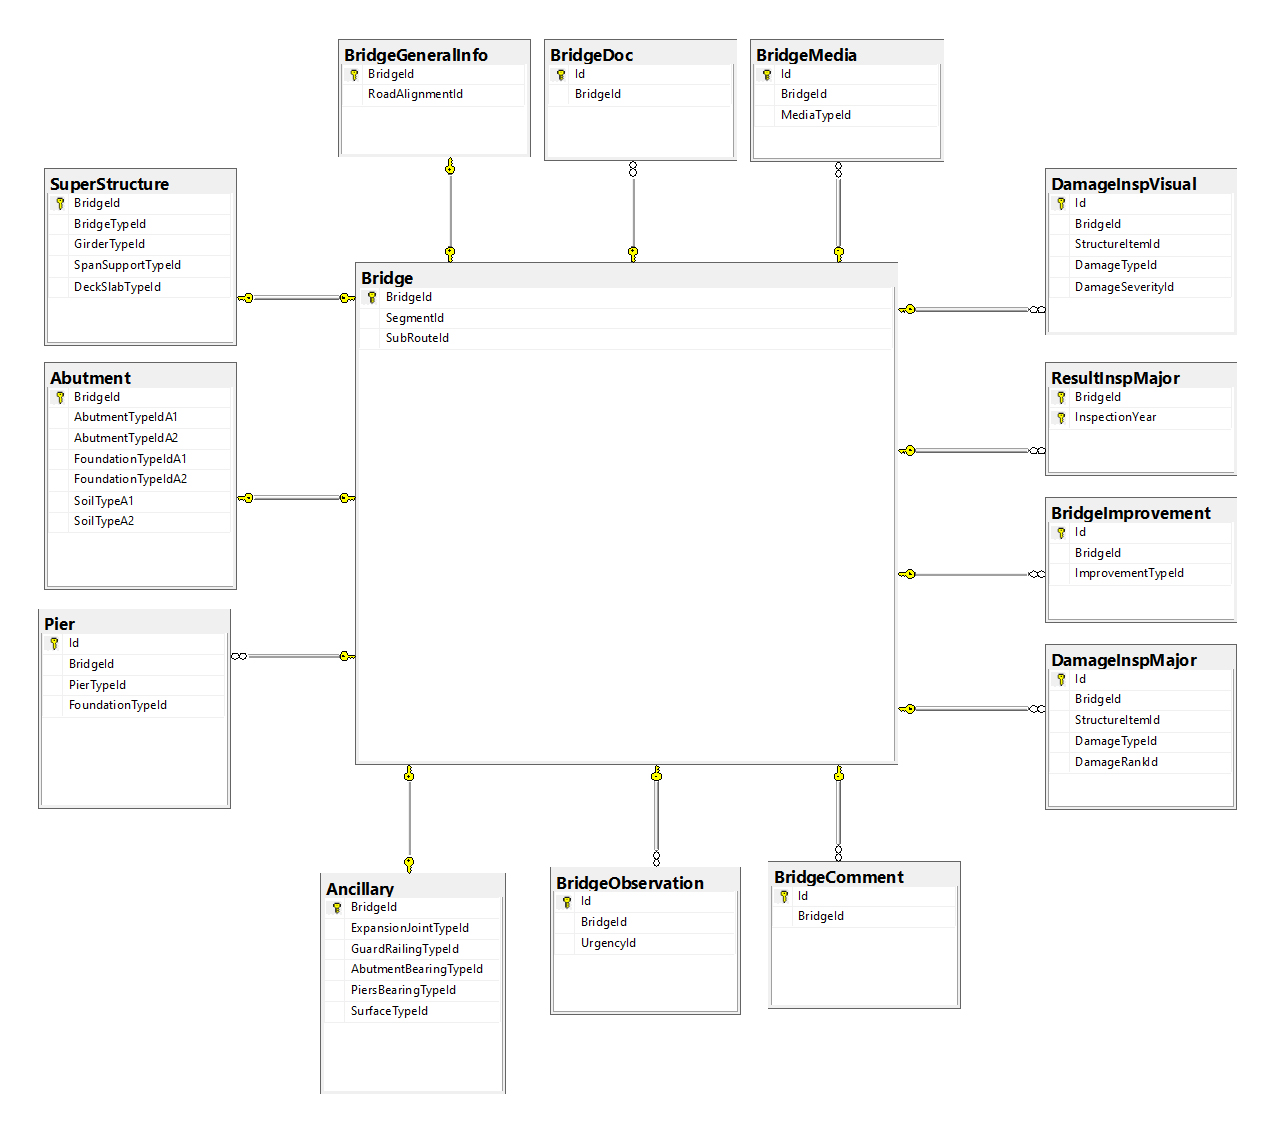 BridgeGeneralInfo
BridgeId
RoadAlignmentId
BridgeDoc
Id
BridgeId
BridgeMedia
Id
BridgeId
MediaTypeId
SuperStructure
BridgeId
BridgeTypeId
GirderTypeId
SpanSupportTypeId
DeckSlabTypeId
DamageInspVisual
Id
BridgeId
StructureItemId
DamageTypeId
DamageSeverityId
Bridge
BridgeId
SegmentId
SubRouteId
Abutment
BridgeId
AbutmentTypeIdA1
AbutmentTypeIdA2
FoundationTypeIdA1
FoundationTypeIdA2
SoilTypeA1
SoilTypeA2
ResultInspMajor
BridgeId
InspectionYear
BridgeImprovement
Id
BridgeId
ImprovementTypeId
Pier
Id
BridgeId
PierTypeId
FoundationTypeId
DamageInspMajor
Id
BridgeId
StructureItemId
DamageTypeId
DamageRankId
Ancillary
BridgeId
ExpansionJointTypeId
GuardRailingTypeId
AbutmentBearingTypeId
PiersBearingTypeId
SurfaceTypeId
BridgeObservation
Id
BridgeId
UrgencyId
BridgeComment
Id
BridgeId